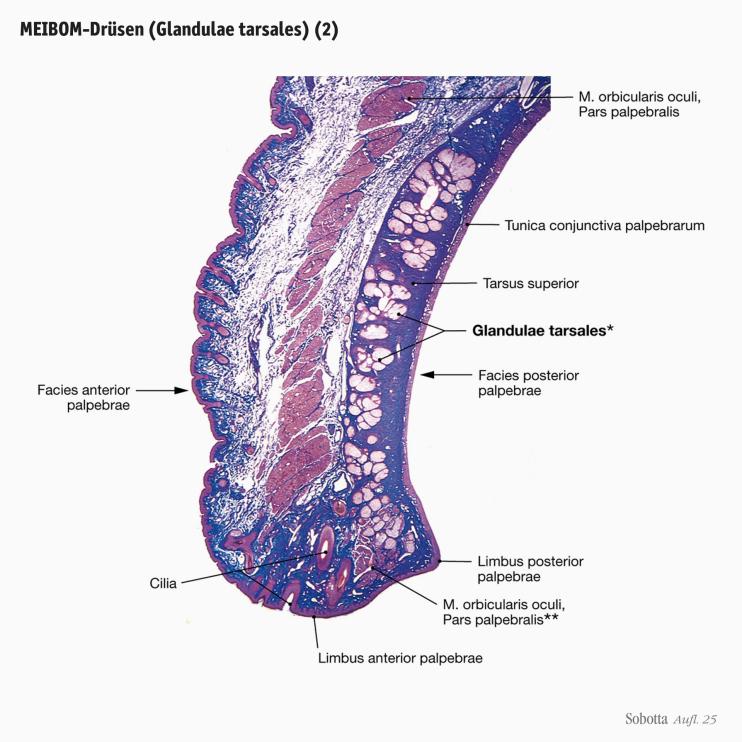 MEIBOM-Drüsen (Glandulae tarsales) (2)
M. orbicularis oculi,
Pars palpebralis
Tunica conjunctiva palpebrarum
Tarsus superior
Glandulae tarsales*
Facies anterior
palpebrae
Facies posterior
palpebrae
Limbus posterior
palpebrae
Cilia
M. orbicularis oculi,
Pars palpebralis**
Limbus anterior palpebrae
Sobotta Aufl. 25